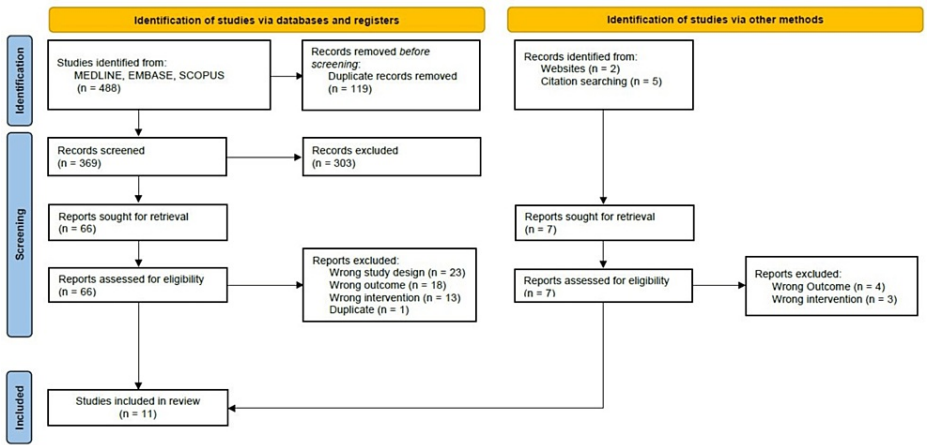 Identification of studies via databases and registers
Identification of studies via other methods
Identification
Studies identified from:
MEDLINE, EMBASE, SCOPUS
(n = 488)
Records removed before
screening:
Duplicate records removed
(n = 119)
Records identified from:
Websites (n = 2)
Citation searching (n = 5)
Screening
Records screened
(n = 369)
Records excluded
(n = 303)
Reports sought for retrieval
(n = 66)
Reports sought for retrieval
(n = 7)
Reports assessed for eligibility
(n = 66)
Reports excluded:
Wrong study design (n = 23)
Wrong outcome (n = 18)
Wrong intervention (n = 13)
Duplicate (n = 1)
Reports assessed for eligibility
(n = 7)
Reports excluded:
Wrong Outcome (n = 4)
Wrong intervention (n = 3)
Included
Studies included in review
(n = 11)